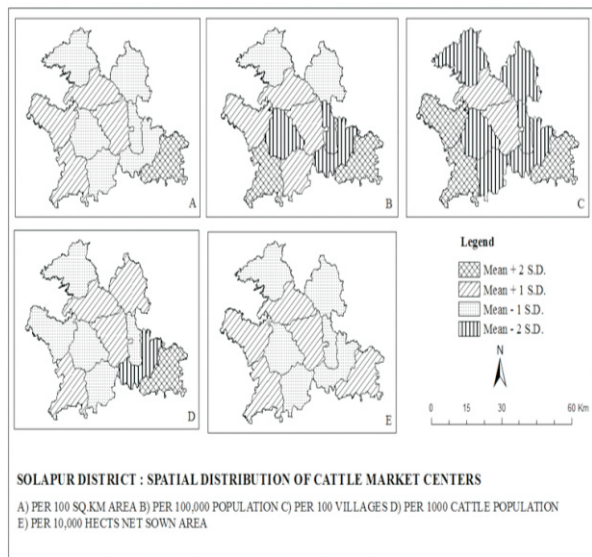 A
B
C
D
E
Legend
Mean + 2 S.D.
Mean + 1 S.D.
Mean - 1 S.D.
Mean - 2 S.D.
N
0 15 30 60 Km
SOLAPUR DISTRICT : SPATIAL DISTRIBUTION OF CATTLE MARKET CENTERS
A) PER 100 SQ.KM AREA B) PER 100,000 POPULATION C) PER 100 VILLAGES D) PER 1000 CATTLE POPULATION
E) PER 10,000 HECTS NET SOWN AREA